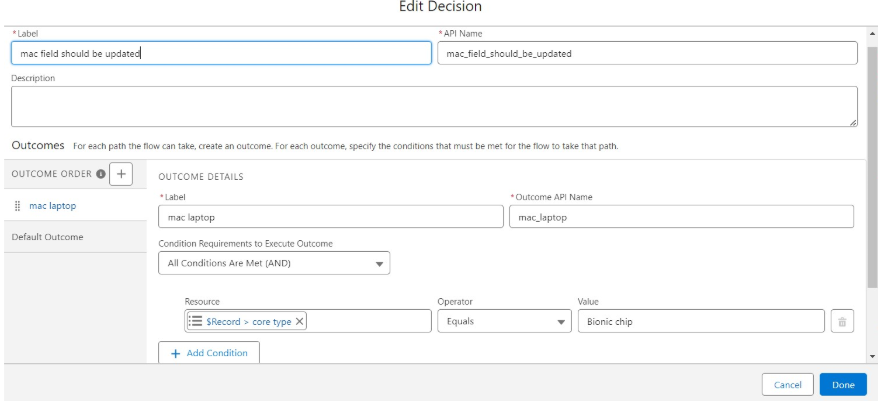 Edit Decision
*Label
*API Name
mac field should be updated
mac_field_should_be_updated
Description
Outcomes For each path the flow can take, create an outcome. For each outcome, specify the conditions that must be met for the flow to take that path.
OUTCOME ORDER
OUTCOME DETAILS
mac laptop
Default Outcome
*Label
*Outcome API Name
mac laptop
mac_laptop
Condition Requirements to Execute Outcome
All Conditions Are Met (AND)
Resource
Operator
Value
$Record > core type
Equals
Bionic chip
+ Add Condition
Cancel
Done